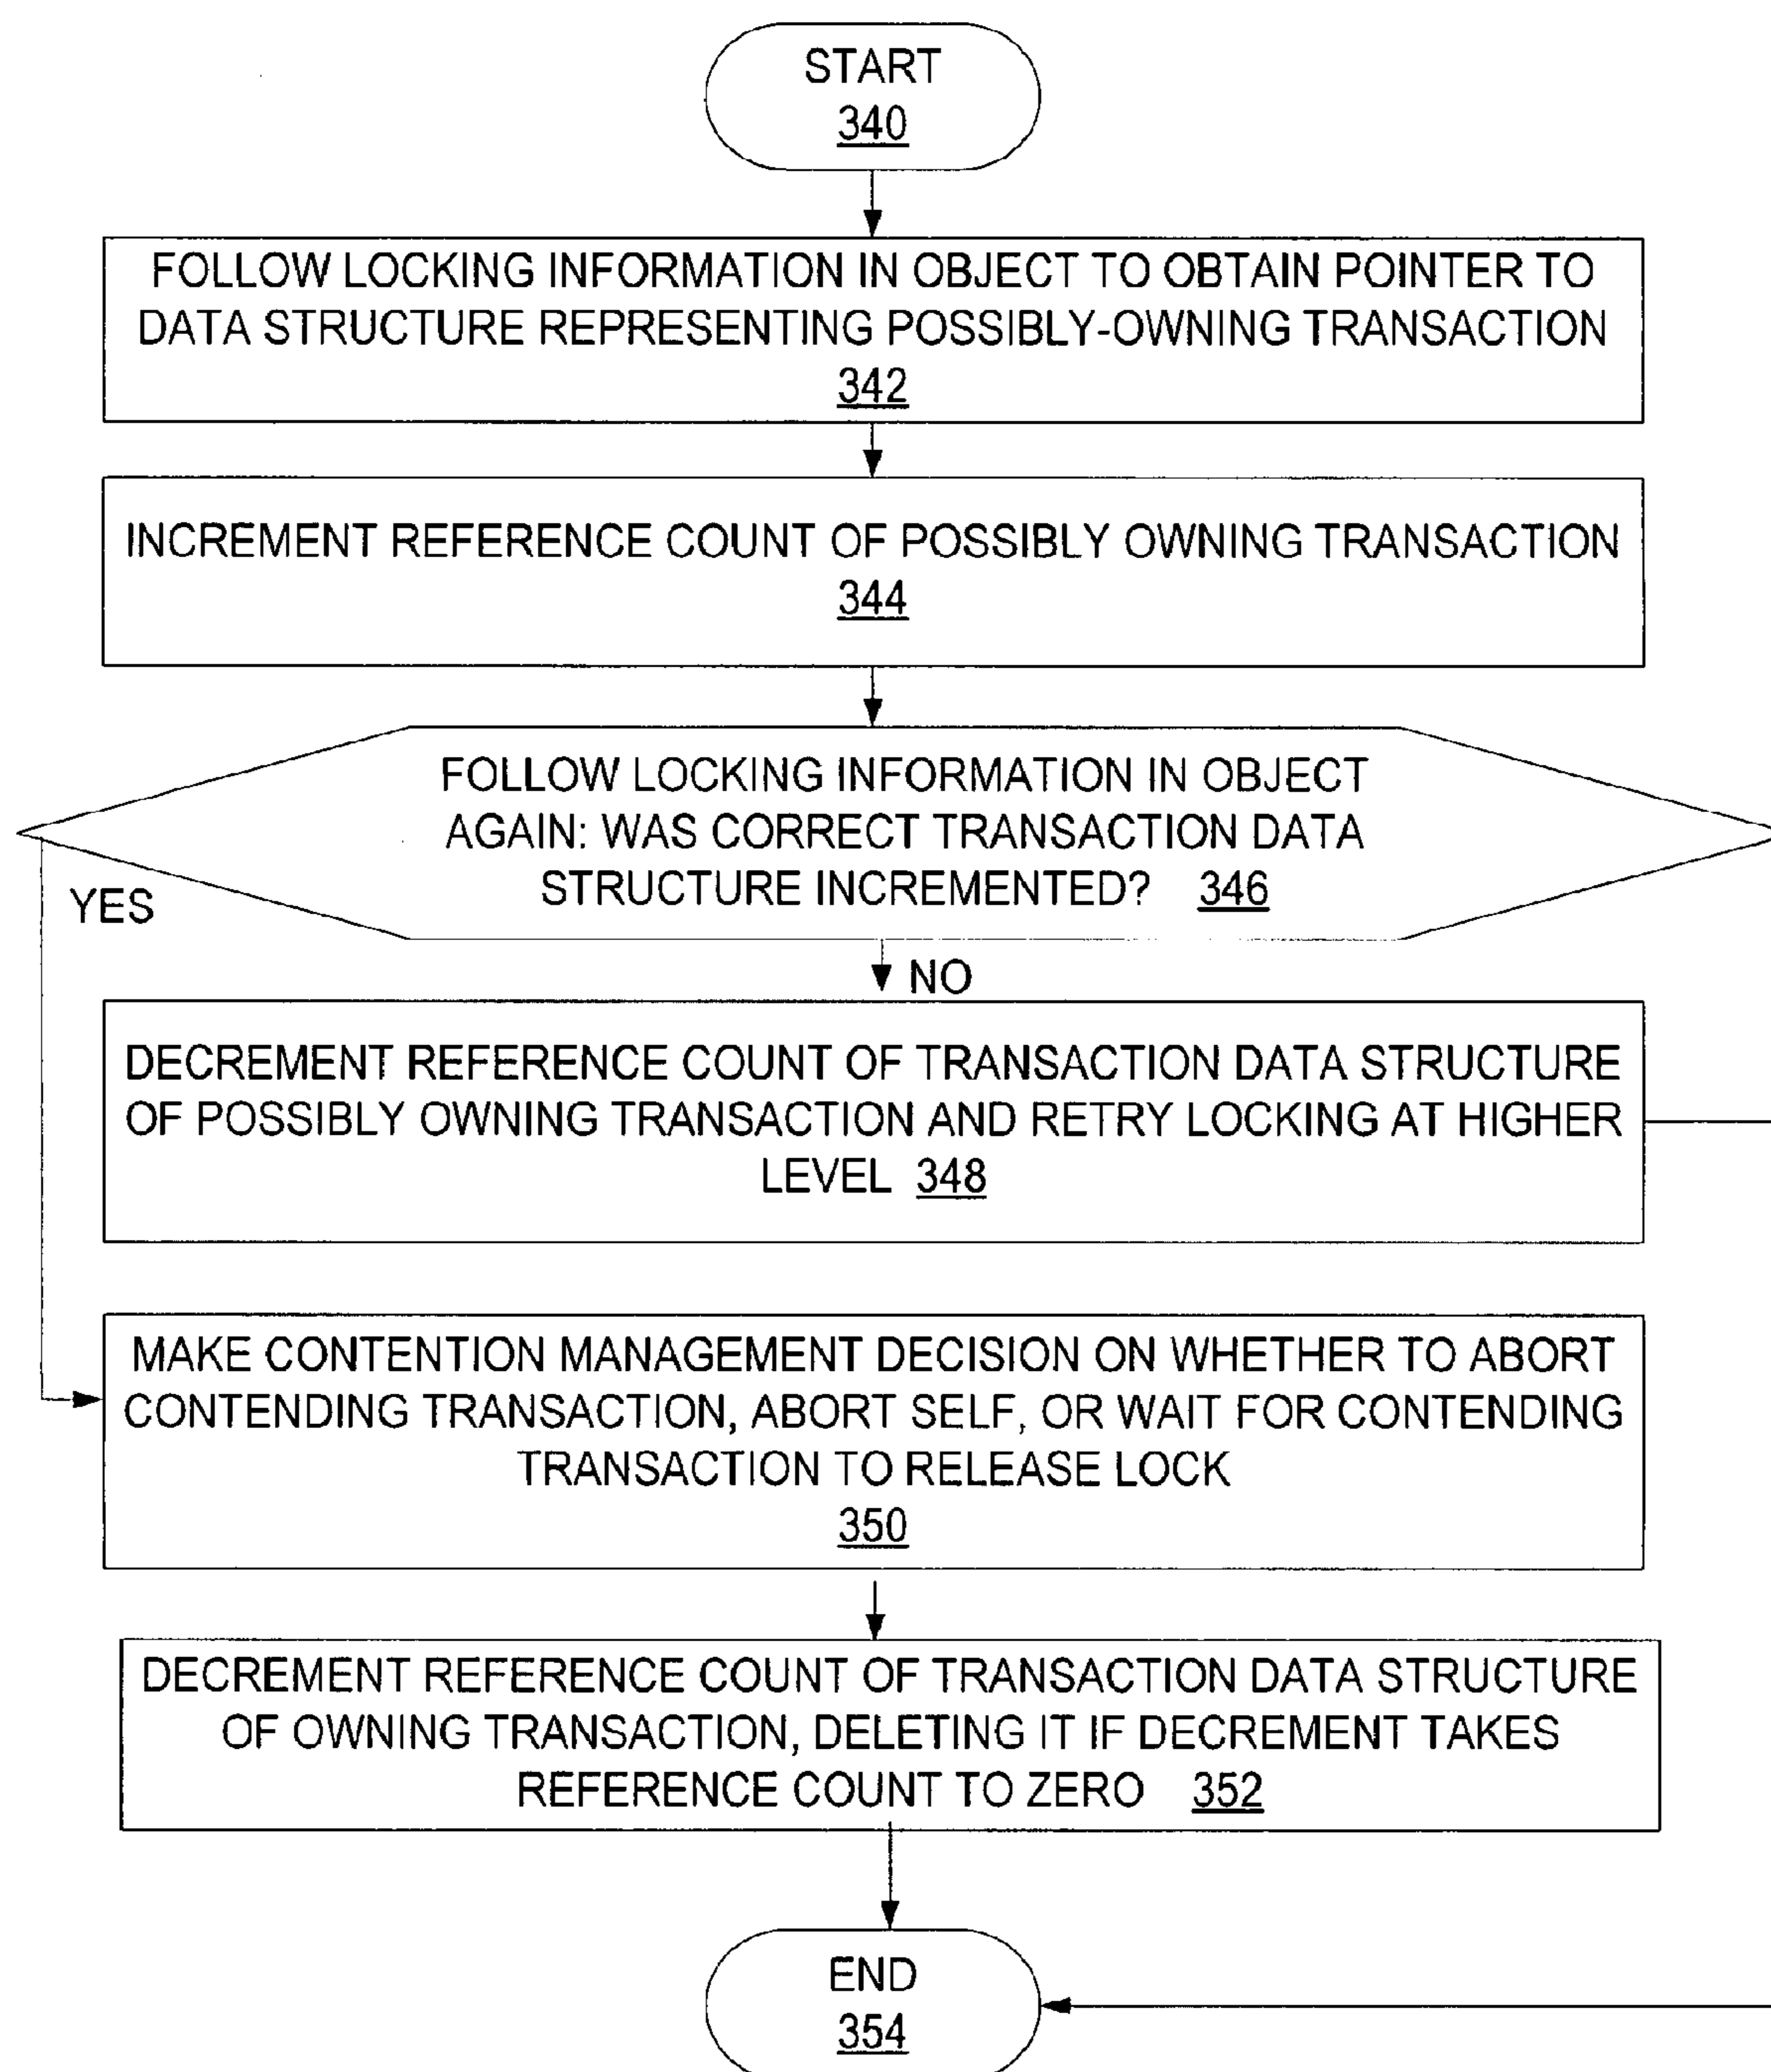 START
340
FOLLOW LOCKING INFORMATION IN OBJECT TO OBTAIN POINTER TO
DATA STRUCTURE REPRESENTING POSSIBLY-OWNING TRANSACTION
342
INCREMENT REFERENCE COUNT OF POSSIBLY OWNING TRANSACTION
344
FOLLOW LOCKING INFORMATION IN OBJECT
AGAIN: WAS CORRECT TRANSACTION DATA
STRUCTURE INCREMENTED? 346
YES
NO
DECREMENT REFERENCE COUNT OF TRANSACTION DATA STRUCTURE
OF POSSIBLY OWNING TRANSACTION AND RETRY LOCKING AT HIGHER
LEVEL 348
MAKE CONTENTION MANAGEMENT DECISION ON WHETHER TO ABORT
CONTENDING TRANSACTION, ABORT SELF, OR WAIT FOR CONTENDING
TRANSACTION TO RELEASE LOCK
350
DECREMENT REFERENCE COUNT OF TRANSACTION DATA STRUCTURE
OF OWNING TRANSACTION, DELETING IT IF DECREMENT TAKES
REFERENCE COUNT TO ZERO 352
END
354